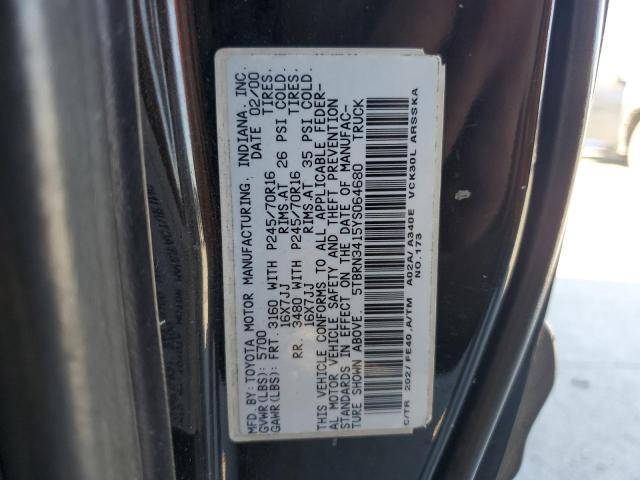 MFD.BY: TOYOTA MOTOR MANUFACTURING, INDIANA, INC.
GVWR(LBS): 5700 DATE 02/00
GAWR(LBS): FRT. 3160 WITH P245/70R16 TIRES.
16X7JJ RIMS.AT 26 PSI COLD.
RR. 3480 WITH P245/70R16 TIRES.
16X7JJ RIMS.AT 35 PSI COLD.
THIS VEHICLE CONFORMS TO ALL APPLICABLE FEDER-
AL MOTOR VEHICLE SAFETY AND THEFT PREVENTION
STANDARDS IN EFFECT ON THE DATE OF MANUFAC-
TURE SHOWN ABOVE. 5TBRN3415YS064680 TRUCK
C/TR 202/ FE40,A/TM A02A/A340E VCK30L ARSSKA
NO.173